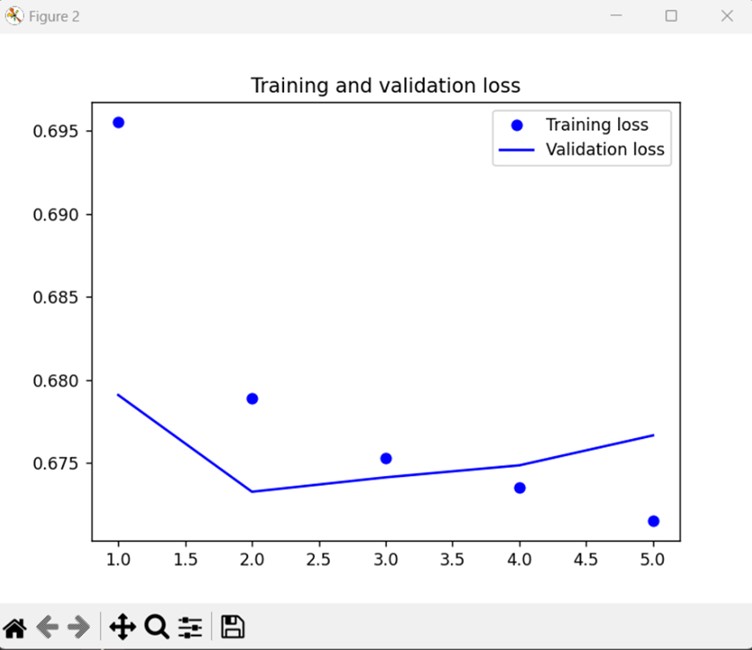 Figure 2
Training and validation loss
Training loss
Validation loss
0.695
0.690
0.685
0.680
0.675
1.0 1.5 2.0 2.5 3.0 3.5 4.0 4.5 5.0